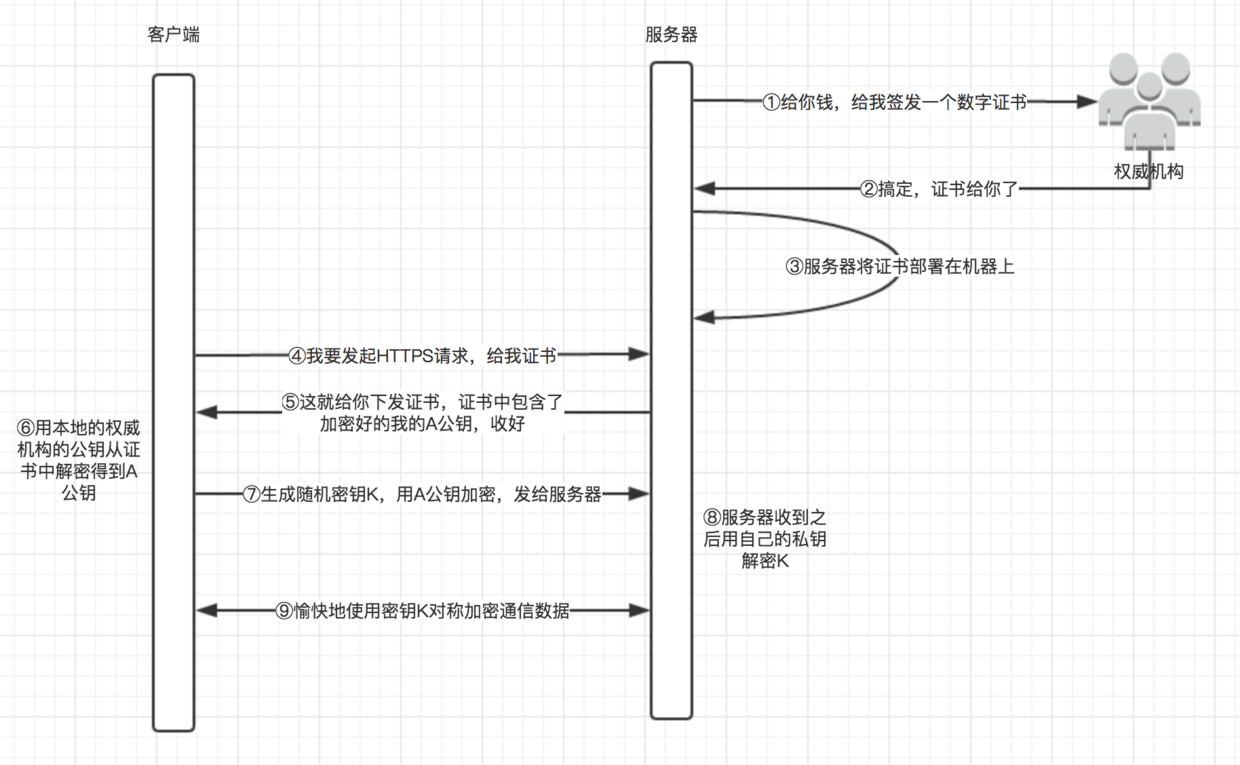 客户端
服务器
①给你钱，给我签发一个数字证书
权威机构
②搞定，证书给你了
③服务器将证书部署在机器上
④我要发起HTTPS请求，给我证书
⑤这就给你下发证书，证书中包含了
加密好的我的A公钥，收好
⑥用本地的权威
机构的公钥从证
书中解密得到A
公钥
⑦生成随机密钥K，用A公钥加密，发给服务器
⑧服务器收到之
后用自己的私钥
解密K
⑨愉快地使用密钥K对称加密通信数据